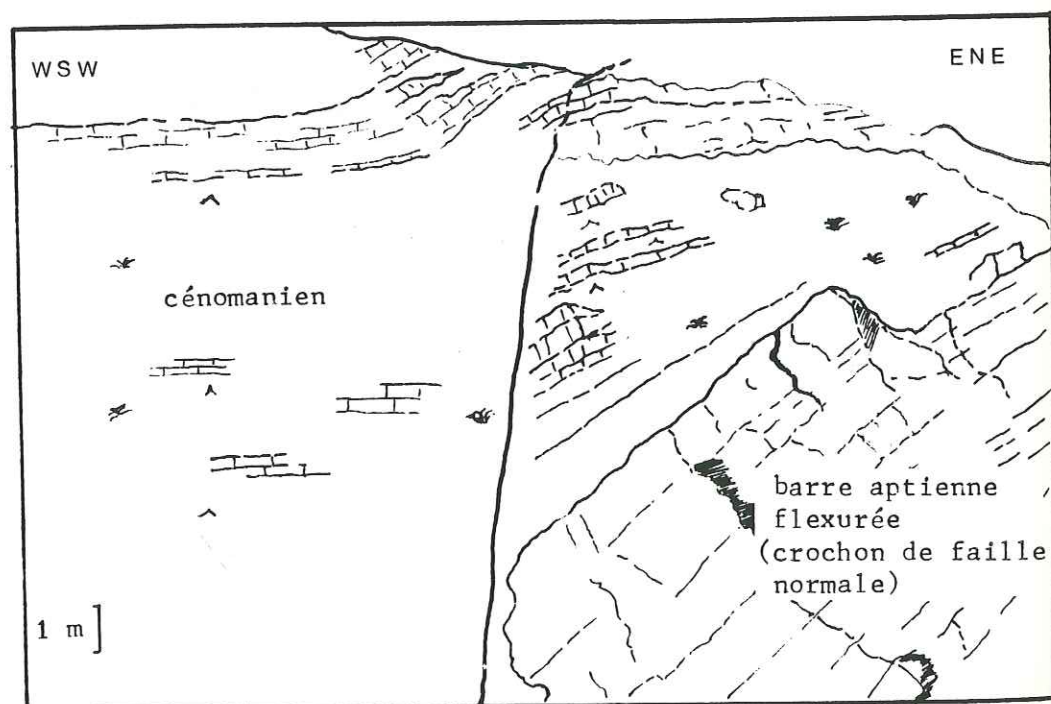 WSW
ENE
cénomanien
barre aptienne
flexurée
(crochon de faille
normale)
1 m